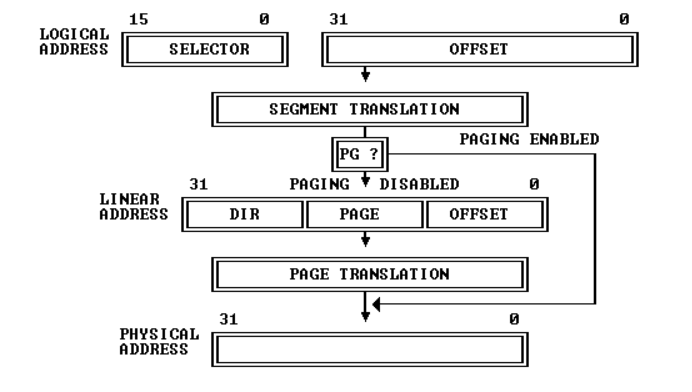 15 0 31 0
LOGICAL
ADDRESS
SELECTOR OFFSET
SEGMENT TRANSLATION
PAGING ENABLED
PG ?
31 PAGING DISABLED 0
LINEAR
ADDRESS
DIR PAGE OFFSET
PAGE TRANSLATION
31 0
PHYSICAL
ADDRESS